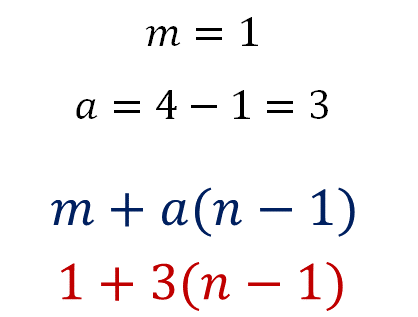 m = 1
a = 4 − 1 = 3
m + a(n − 1)
1 + 3(n − 1)